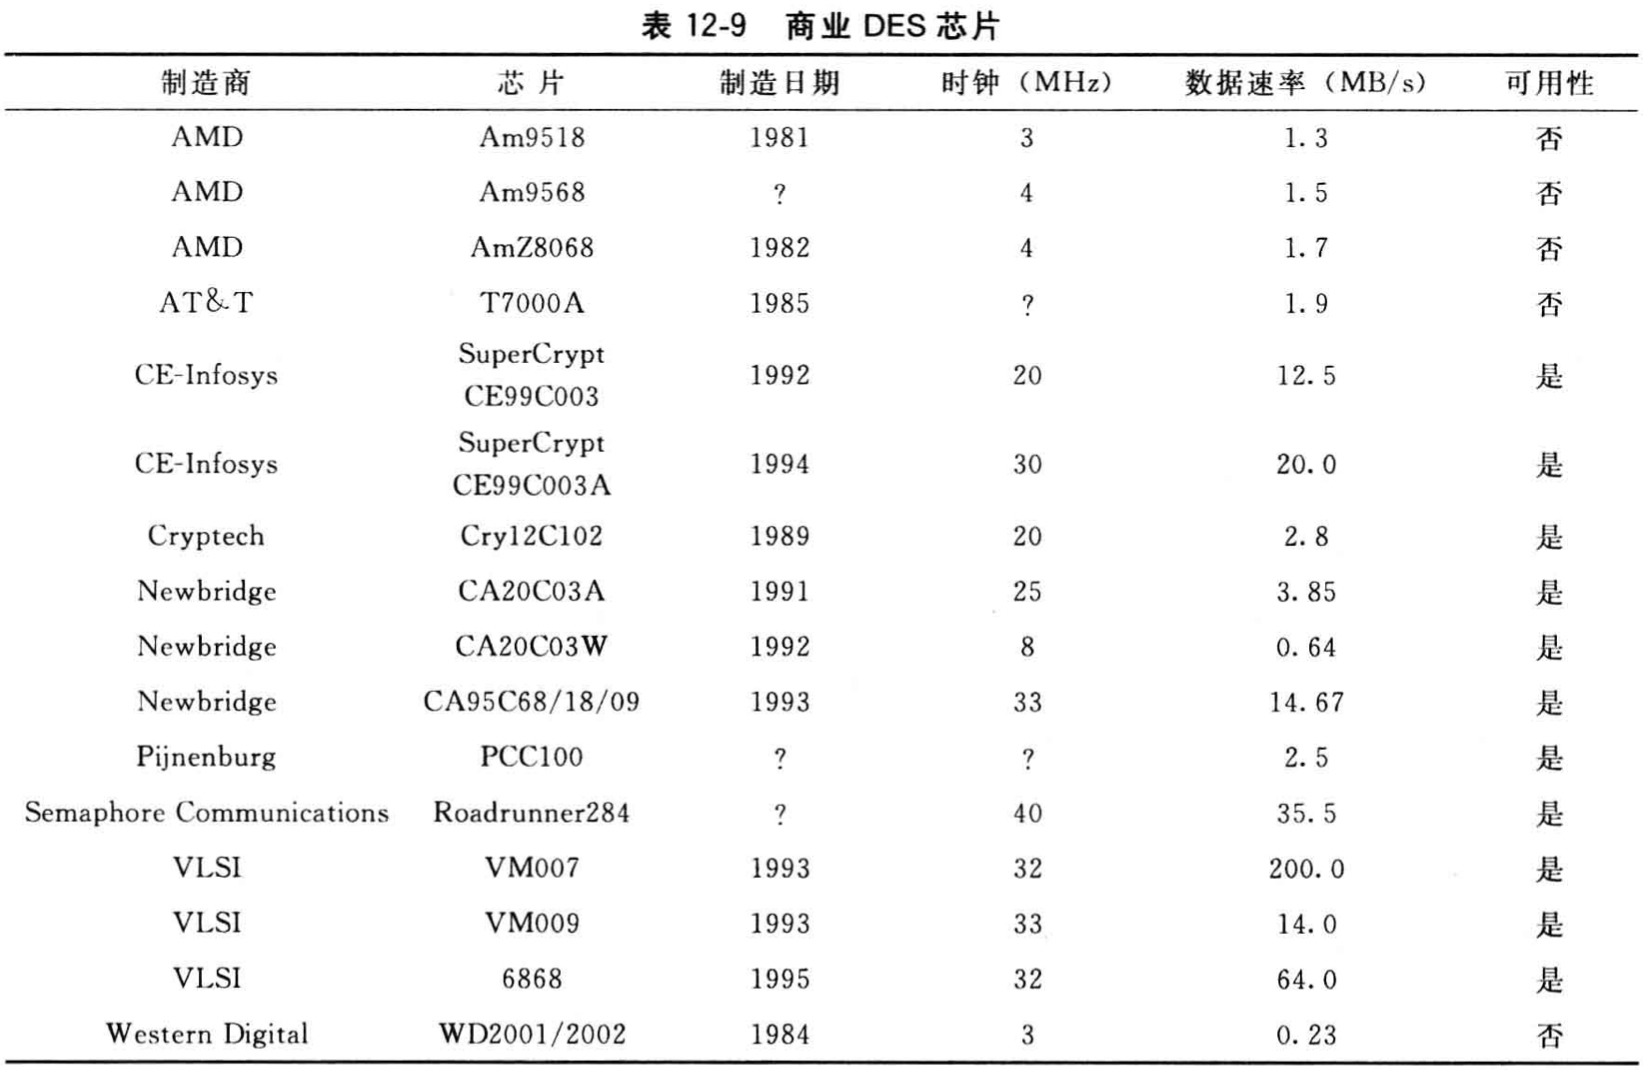 表 12-9 商业 DES 芯片
制造商 芯片 制造日期 时钟（MHz） 数据速率（MB/s） 可用性
AMD Am9518 1981 3 1.3 否
AMD Am9568 ? 4 1.5 否
AMD AmZ8068 1982 4 1.7 否
AT&T T7000A 1985 ? 1.9 否
CE-Infosys SuperCrypt CE99C003 1992 20 12.5 是
CE-Infosys SuperCrypt CE99C003A 1994 30 20.0 是
Cryptech Cry12C102 1989 20 2.8 是
Newbridge CA20C03A 1991 25 3.85 是
Newbridge CA20C03W 1992 8 0.64 是
Newbridge CA95C68/18/09 1993 33 14.67 是
Pijnenburg PCC100 ? ? 2.5 是
Semaphore Communications Roadrunner284 ? 40 35.5 是
VLSI VM007 1993 32 200.0 是
VLSI VM009 1993 33 14.0 是
VLSI 6868 1995 32 64.0 是
Western Digital WD2001/2002 1984 3 0.23 否